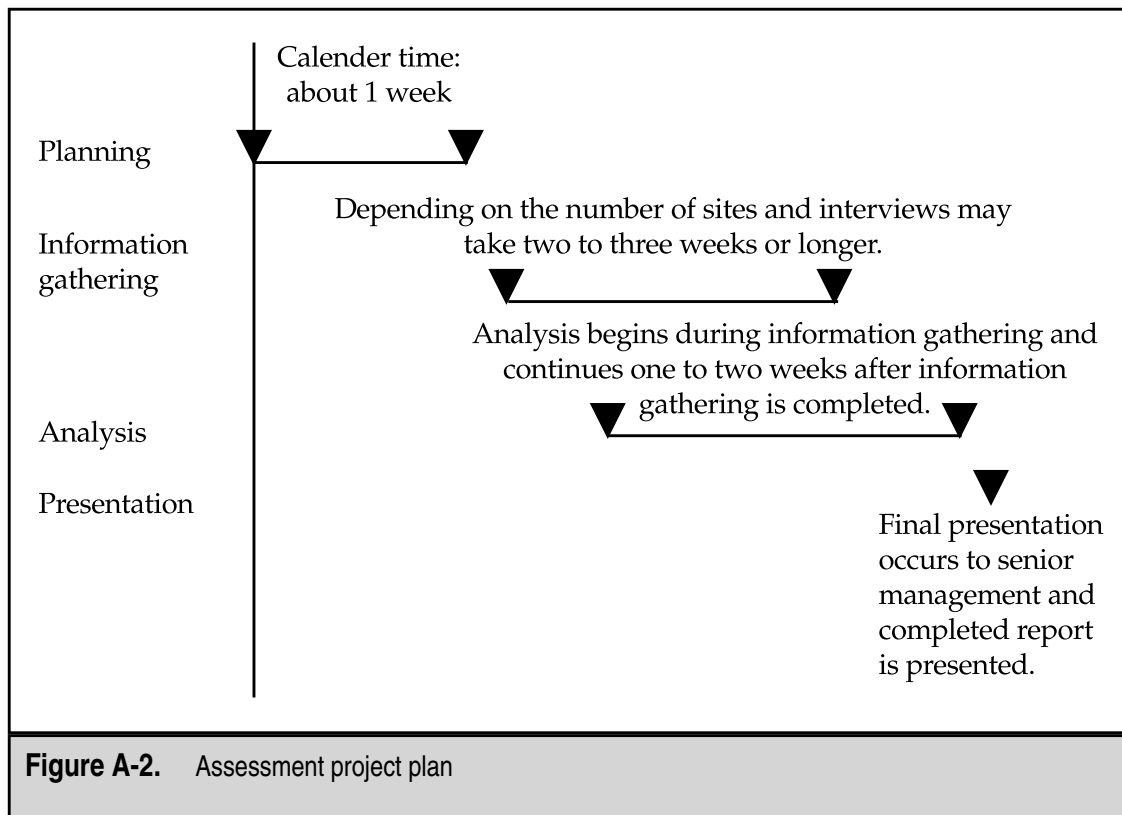 Calender time:
about 1 week
Planning
Depending on the number of sites and interviews may
take two to three weeks or longer.
Information
gathering
Analysis begins during information gathering and
continues one to two weeks after information
gathering is completed.
Analysis
Presentation
Final presentation
occurs to senior
management and
completed report
is presented.
Figure A-2. Assessment project plan